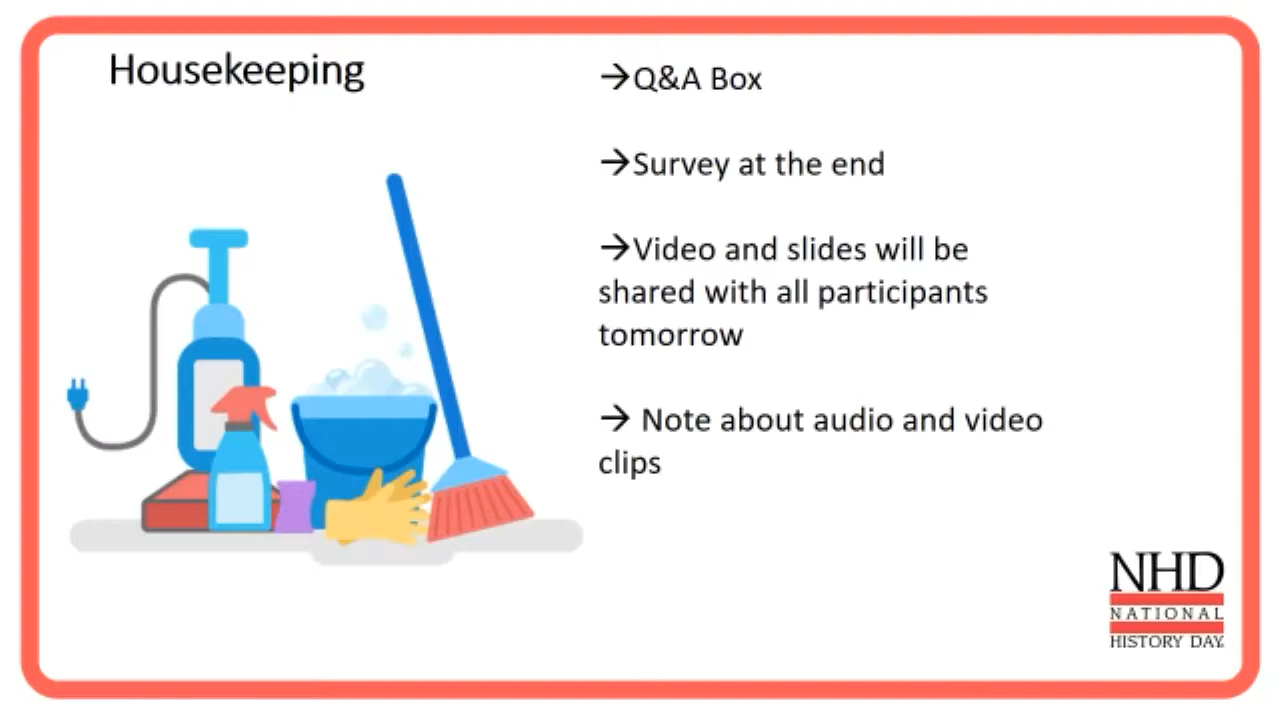 Housekeeping
→Q&A Box
→Survey at the end
→Video and slides will be
shared with all participants
tomorrow
→ Note about audio and video
clips
NHD
NATIONAL
HISTORY DAY